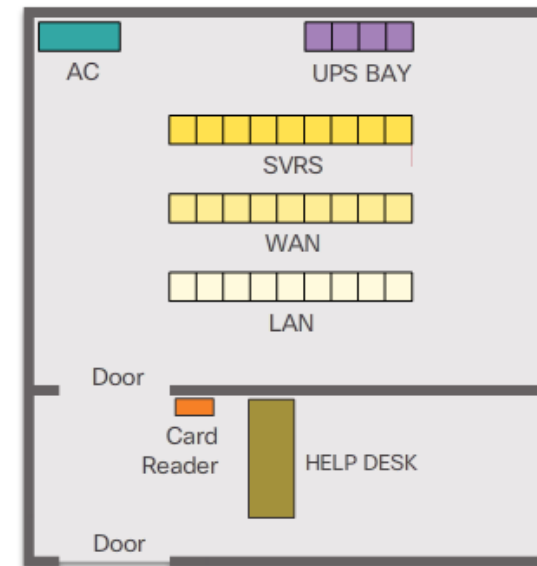 AC
UPS BAY
SVRS
WAN
LAN
Door
Card
Reader
HELP DESK
Door